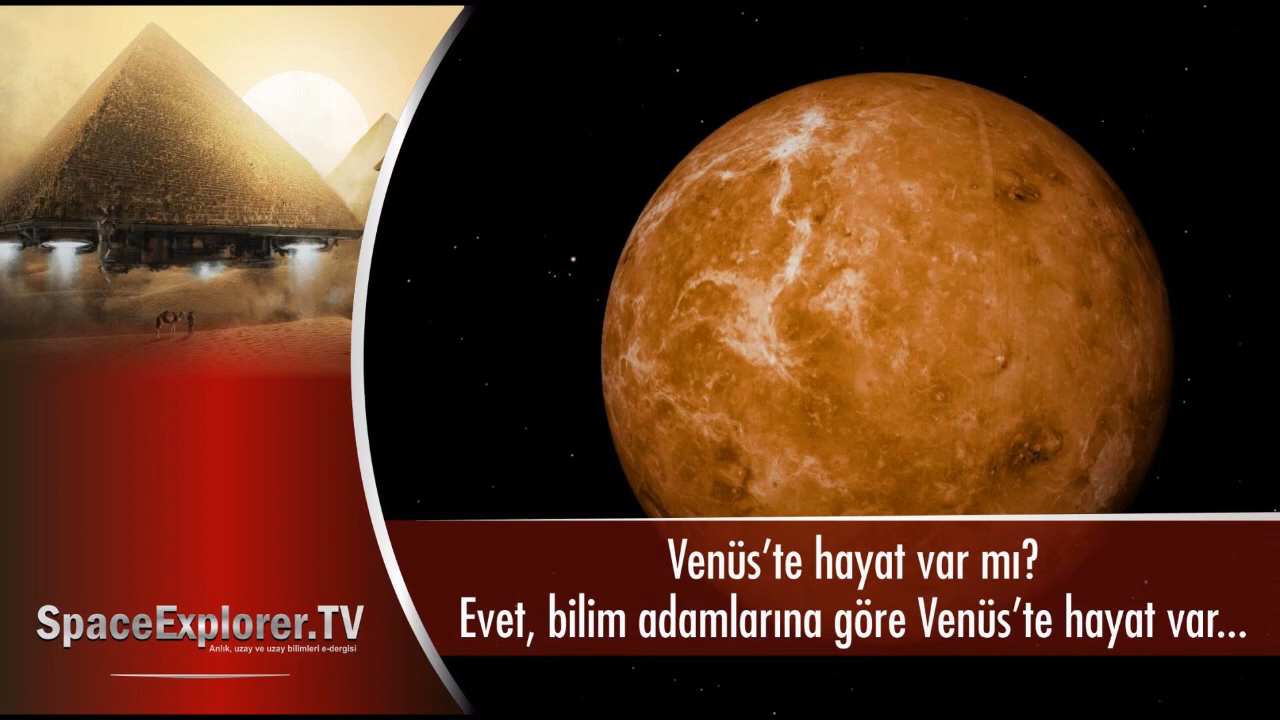 Venüs’te hayat var mı?
Evet, bilim adamlarına göre Venüs’te hayat var...
SpaceExplorer.TV
Anlık, uzay ve uzay bilimleri e-dergisi